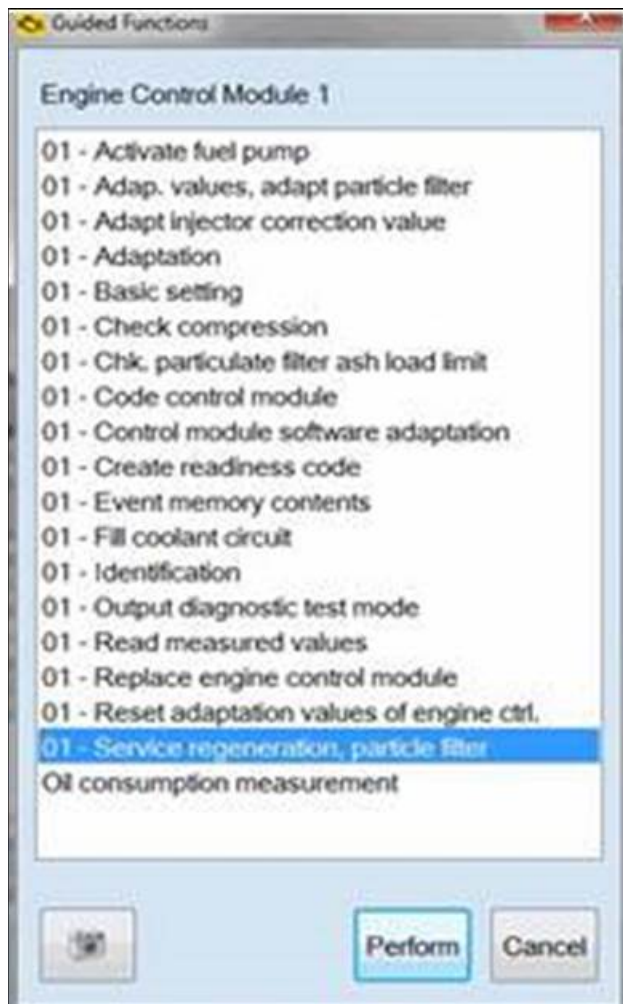 Guided Functions
Engine Control Module 1
01 - Activate fuel pump
01 - Adap. values, adapt particle filter
01 - Adapt injector correction value
01 - Adaptation
01 - Basic setting
01 - Check compression
01 - Chk. particulate filter ash load limit
01 - Code control module
01 - Control module software adaptation
01 - Create readiness code
01 - Event memory contents
01 - Fill coolant circuit
01 - Identification
01 - Output diagnostic test mode
01 - Read measured values
01 - Replace engine control module
01 - Reset adaptation values of engine ctrl.
01 - Service regeneration, particle filter
Oil consumption measurement
Perform Cancel